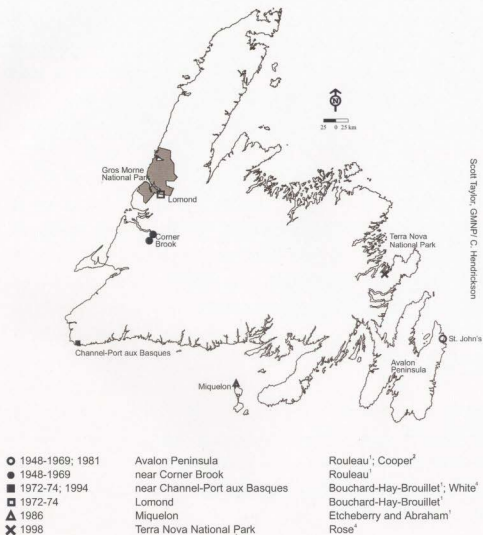 N
25 0 25 km
Gros Morne
National Park
Lomond
Corner
Brook
Terra Nova
National Park
St. John's
Channel-Port aux Basques
Avalon
Peninsula
Miquelon
Scott Taylor, GMNP/ C. Hendrickson
1948-1969; 1981 Avalon Peninsula Rouleau¹; Cooper²
1948-1969 near Corner Brook Rouleau¹
1972-74; 1994 near Channel-Port aux Basques Bouchard-Hay-Brouillet¹; White⁴
1972-74 Lomond Bouchard-Hay-Brouillet¹
1986 Miquelon Etcheberry and Abraham¹
1998 Terra Nova National Park Rose⁴